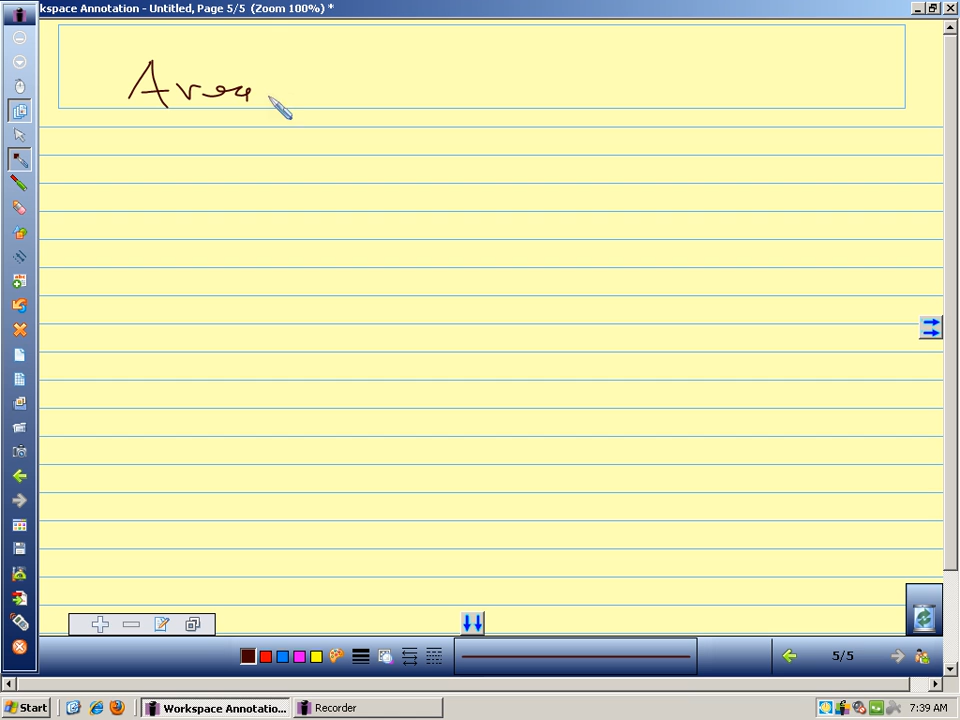 kspace Annotation - Untitled, Page 5/5 (Zoom 100%) *
Area
5/5
Start
Workspace Annotatio...
Recorder
7:39 AM